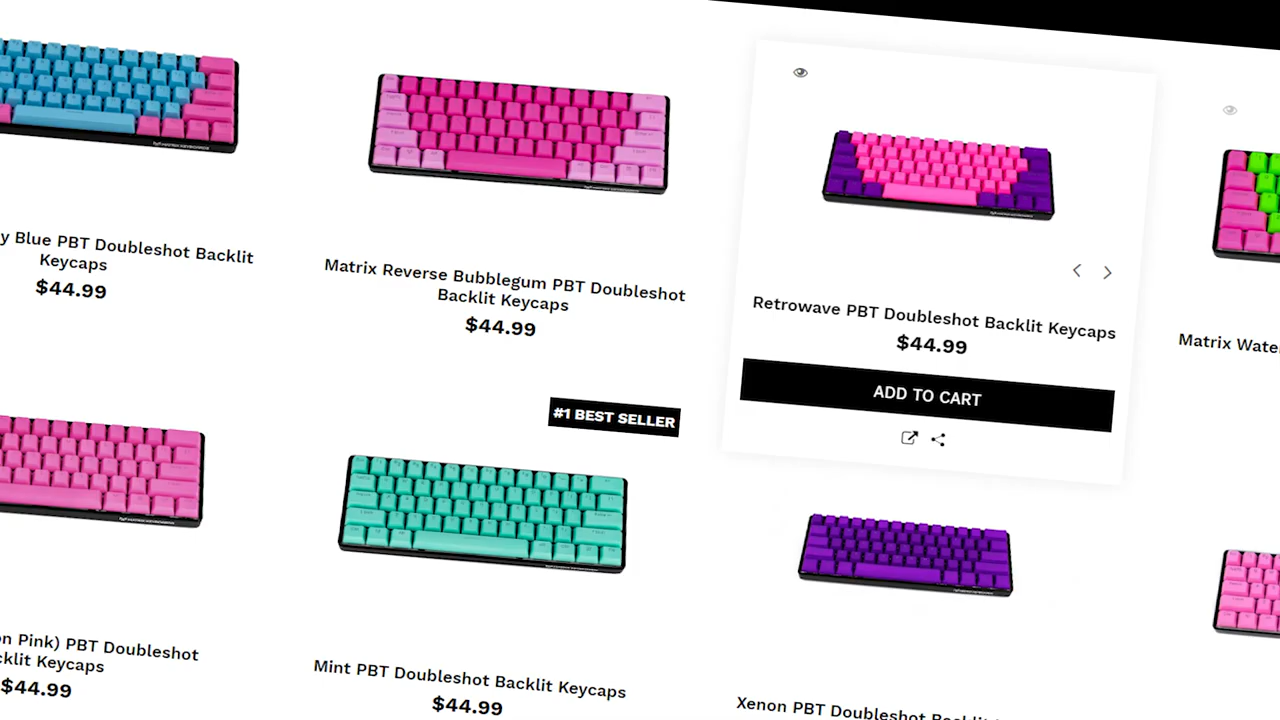 y Blue PBT Doubleshot Backlit
Keycaps
$44.99
Matrix Reverse Bubblegum PBT Doubleshot
Backlit Keycaps
$44.99
Retrowave PBT Doubleshot Backlit Keycaps
$44.99
ADD TO CART
Matrix Wate
#1 BEST SELLER
n Pink) PBT Doubleshot
cklit Keycaps
$44.99
Mint PBT Doubleshot Backlit Keycaps
$44.99
Xenon PBT Doubleshot